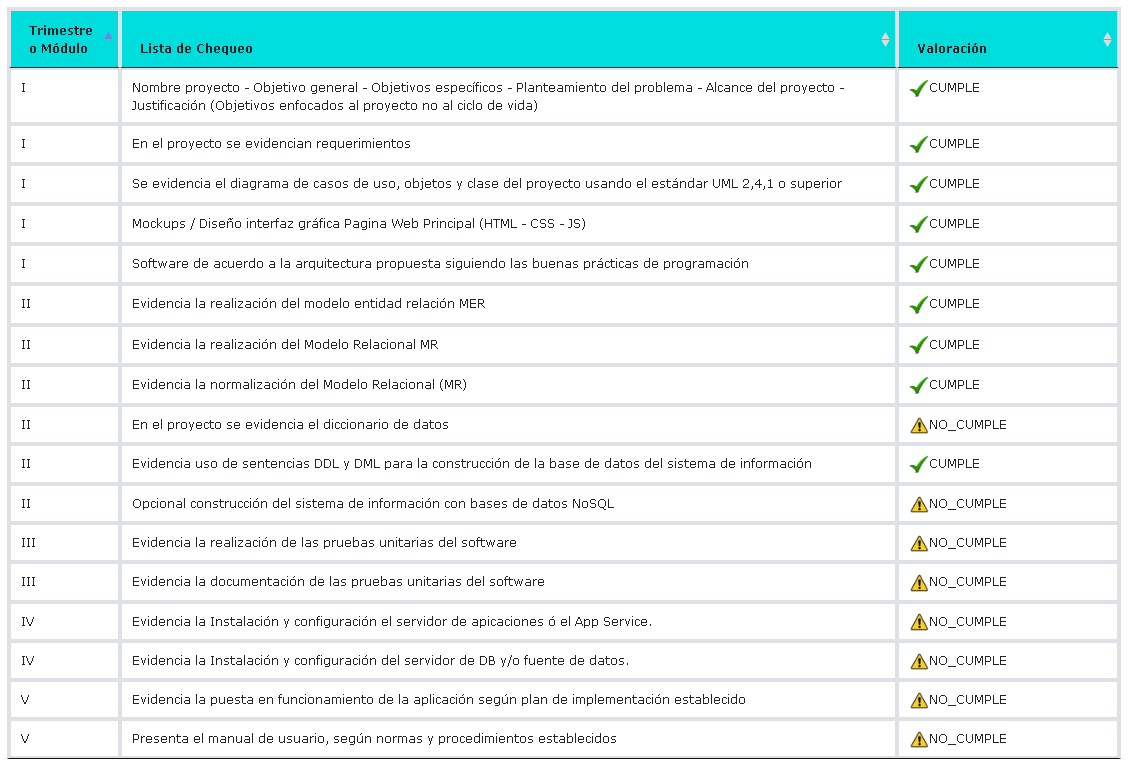 Trimestre
o Módulo
Lista de Chequeo
Valoración
I
Nombre proyecto - Objetivo general - Objetivos específicos - Planteamiento del problema - Alcance del proyecto -
Justificación (Objetivos enfocados al proyecto no al ciclo de vida)
CUMPLE
I
En el proyecto se evidencian requerimientos
CUMPLE
I
Se evidencia el diagrama de casos de uso, objetos y clase del proyecto usando el estándar UML 2,4,1 o superior
CUMPLE
I
Mockups / Diseño interfaz gráfica Pagina Web Principal (HTML - CSS - JS)
CUMPLE
I
Software de acuerdo a la arquitectura propuesta siguiendo las buenas prácticas de programación
CUMPLE
II
Evidencia la realización del modelo entidad relación MER
CUMPLE
II
Evidencia la realización del Modelo Relacional MR
CUMPLE
II
Evidencia la normalización del Modelo Relacional (MR)
CUMPLE
II
En el proyecto se evidencia el diccionario de datos
NO_CUMPLE
II
Evidencia uso de sentencias DDL y DML para la construcción de la base de datos del sistema de información
CUMPLE
II
Opcional construcción del sistema de información con bases de datos NoSQL
NO_CUMPLE
III
Evidencia la realización de las pruebas unitarias del software
NO_CUMPLE
III
Evidencia la documentación de las pruebas unitarias del software
NO_CUMPLE
IV
Evidencia la Instalación y configuración el servidor de apicaciones ó el App Service.
NO_CUMPLE
IV
Evidencia la Instalación y configuración del servidor de DB y/o fuente de datos.
NO_CUMPLE
V
Evidencia la puesta en funcionamiento de la aplicación según plan de implementación establecido
NO_CUMPLE
V
Presenta el manual de usuario, según normas y procedimientos establecidos
NO_CUMPLE